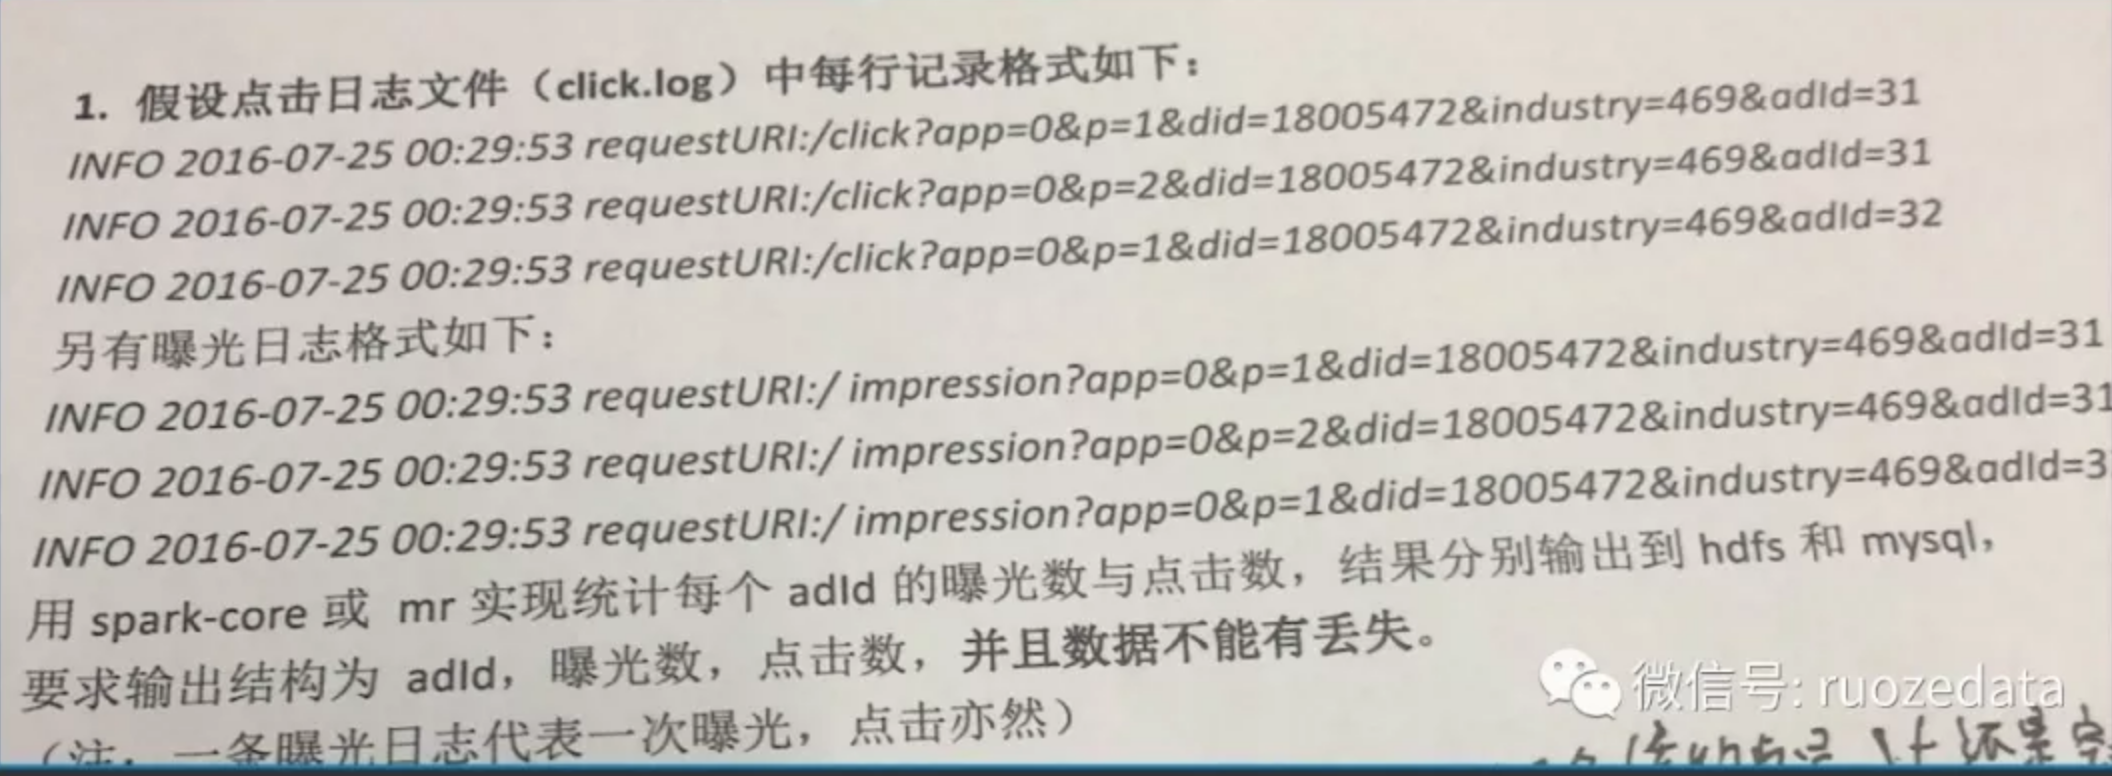 1. 假设点击日志文件（click.log）中每行记录格式如下：
INFO 2016-07-25 00:29:53 requestURI:/click?app=0&p=1&did=18005472&industry=469&adId=31
INFO 2016-07-25 00:29:53 requestURI:/click?app=0&p=2&did=18005472&industry=469&adId=31
INFO 2016-07-25 00:29:53 requestURI:/click?app=0&p=1&did=18005472&industry=469&adId=32
另有曝光日志格式如下：
INFO 2016-07-25 00:29:53 requestURI:/ impression?app=0&p=1&did=18005472&industry=469&adId=31
INFO 2016-07-25 00:29:53 requestURI:/ impression?app=0&p=2&did=18005472&industry=469&adId=31
INFO 2016-07-25 00:29:53 requestURI:/ impression?app=0&p=1&did=18005472&industry=469&adId=3
用 spark-core 或 mr 实现统计每个 adId 的曝光数与点击数，结果分别输出到 hdfs 和 mysql，
要求输出结构为 adId，曝光数，点击数，并且数据不能有丢失。
（注：一条曝光日志代表一次曝光，点击亦然）
微信号: ruozedata